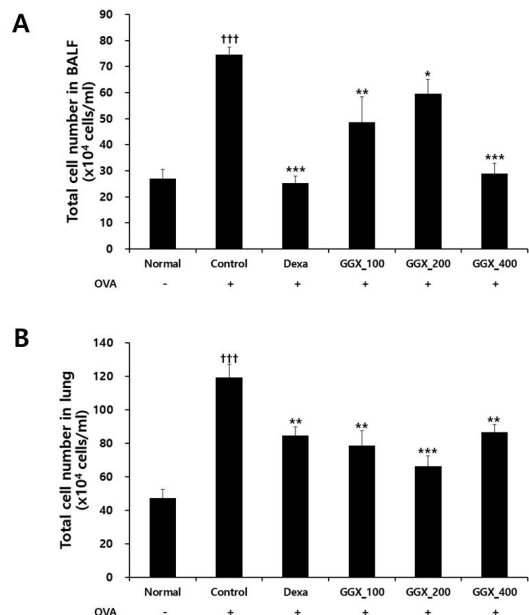 A
Total cell number in BALF
(x10⁴ cells/ml)
90
80
70
60
50
40
30
20
10
0
†††
***
**
*
***
Normal Control Dexa GGX_100 GGX_200 GGX_400
OVA - + + + + +
B
Total cell number in lung
(x10⁴ cells/ml)
140
120
100
80
60
40
20
0
†††
**
**
***
**
Normal Control Dexa GGX_100 GGX_200 GGX_400
OVA - + + + + +